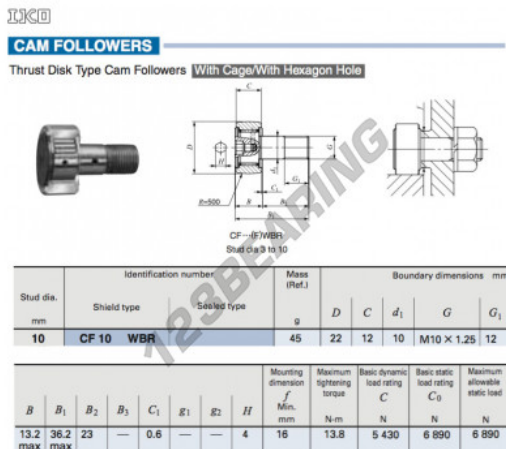 IKO
CAM FOLLOWERS
Thrust Disk Type Cam Followers With Cage/With Hexagon Hole
C
D
H
d1
G
G1
C1
R=500
B
B2
B1
CF…(F)WBR
Stud dia.3 to 10
123BEARING
Stud dia. mm Identification number Shield type Sealed type Mass (Ref.) g Boundary dimensions mm D C d1 G G1
10 CF 10 WBR 45 22 12 10 M10 × 1.25 12
B B1 B2 B3 C1 g1 g2 H Mounting dimension f Min. mm Maximum tightening torque N-m Basic dynamic load rating C N Basic static load rating C0 N Maximum allowable static load N
13.2 max 36.2 max 23 — 0.6 — — 4 16 13.8 5 430 6 890 6 890